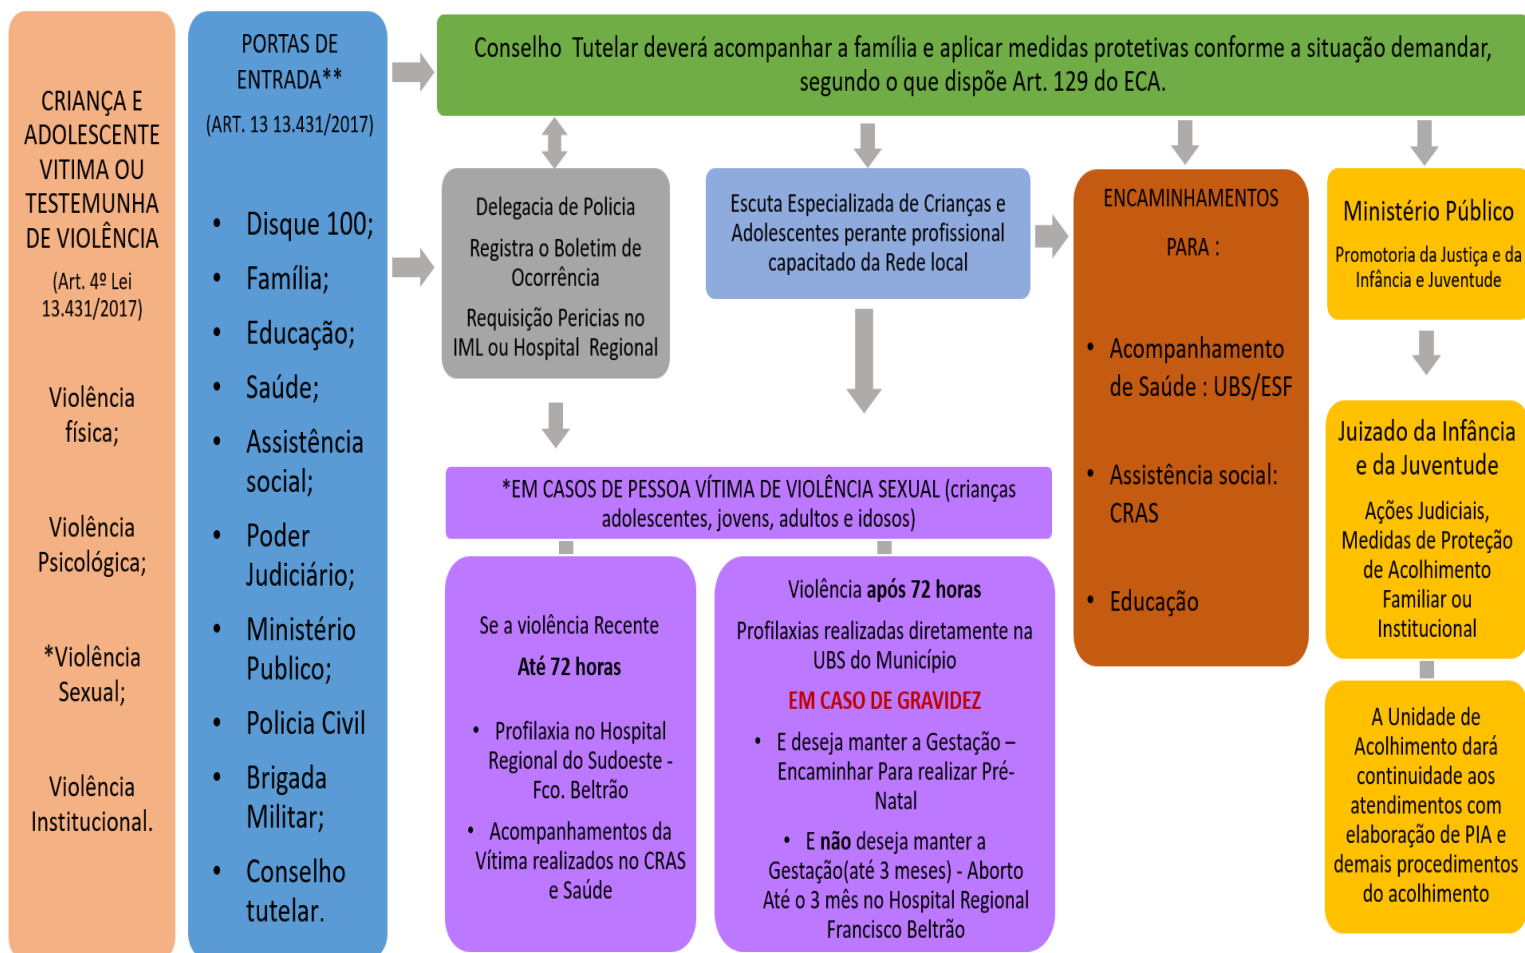 CRIANÇA E
ADOLESCENTE
VITIMA OU
TESTEMUNHA
DE VIOLÊNCIA
(Art. 4º Lei
13.431/2017)
Violência
física;
Violência
Psicológica;
*Violência
Sexual;
Violência
Institucional.
PORTAS DE
ENTRADA**
(ART. 13 13.431/2017)
• Disque 100;
• Família;
• Educação;
• Saúde;
• Assistência
social;
• Poder
Judiciário;
• Ministério
Publico;
• Policia Civil
• Brigada
Militar;
• Conselho
tutelar.
Conselho Tutelar deverá acompanhar a família e aplicar medidas protetivas conforme a situação demandar,
segundo o que dispõe Art. 129 do ECA.
Delegacia de Policia
Registra o Boletim de
Ocorrência
Requisição Pericias no
IML ou Hospital Regional
Escuta Especializada de Crianças e
Adolescentes perante profissional
capacitado da Rede local
*EM CASOS DE PESSOA VÍTIMA DE VIOLÊNCIA SEXUAL (crianças
adolescentes, jovens, adultos e idosos)
Se a violência Recente
Até 72 horas
• Profilaxia no Hospital
Regional do Sudoeste -
Fco. Beltrão
• Acompanhamentos da
Vítima realizados no CRAS
e Saúde
Violência após 72 horas
Profilaxias realizadas diretamente na
UBS do Município
EM CASO DE GRAVIDEZ
• E deseja manter a Gestação –
Encaminhar Para realizar Pré-
Natal
• E não deseja manter a
Gestação(até 3 meses) - Aborto
Até o 3 mês no Hospital Regional
Francisco Beltrão
ENCAMINHAMENTOS
PARA :
• Acompanhamento
de Saúde : UBS/ESF
• Assistência social:
CRAS
• Educação
Ministério Público
Promotoria da Justiça e da
Infância e Juventude
Juizado da Infância
e da Juventude
Ações Judiciais,
Medidas de Proteção
de Acolhimento
Familiar ou
Institucional
A Unidade de
Acolhimento dará
continuidade aos
atendimentos com
elaboração de PIA e
demais procedimentos
do acolhimento